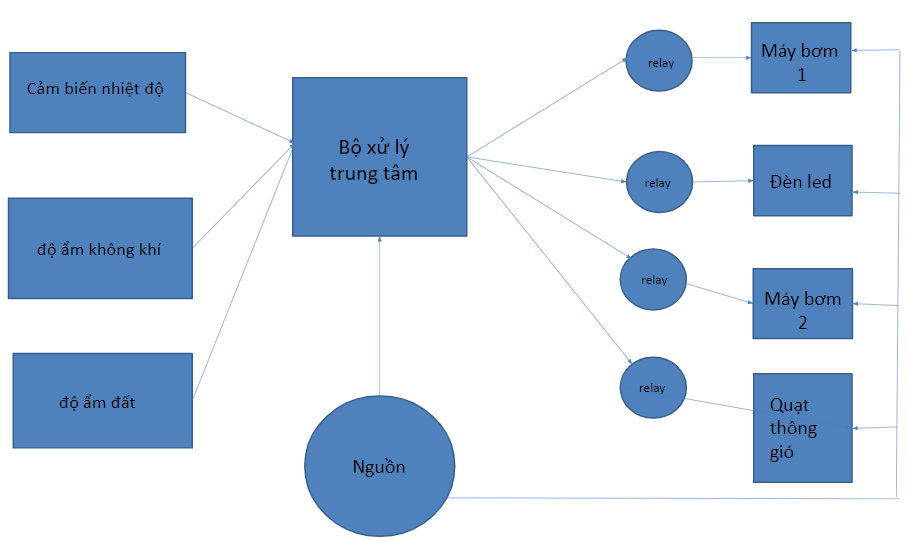 Cảm biến nhiệt độ
độ ẩm không khí
độ ẩm đất
Bộ xử lý
trung tâm
Nguồn
relay
relay
relay
relay
Máy bơm
1
Đèn led
Máy bơm
2
Quạt
thông
gió